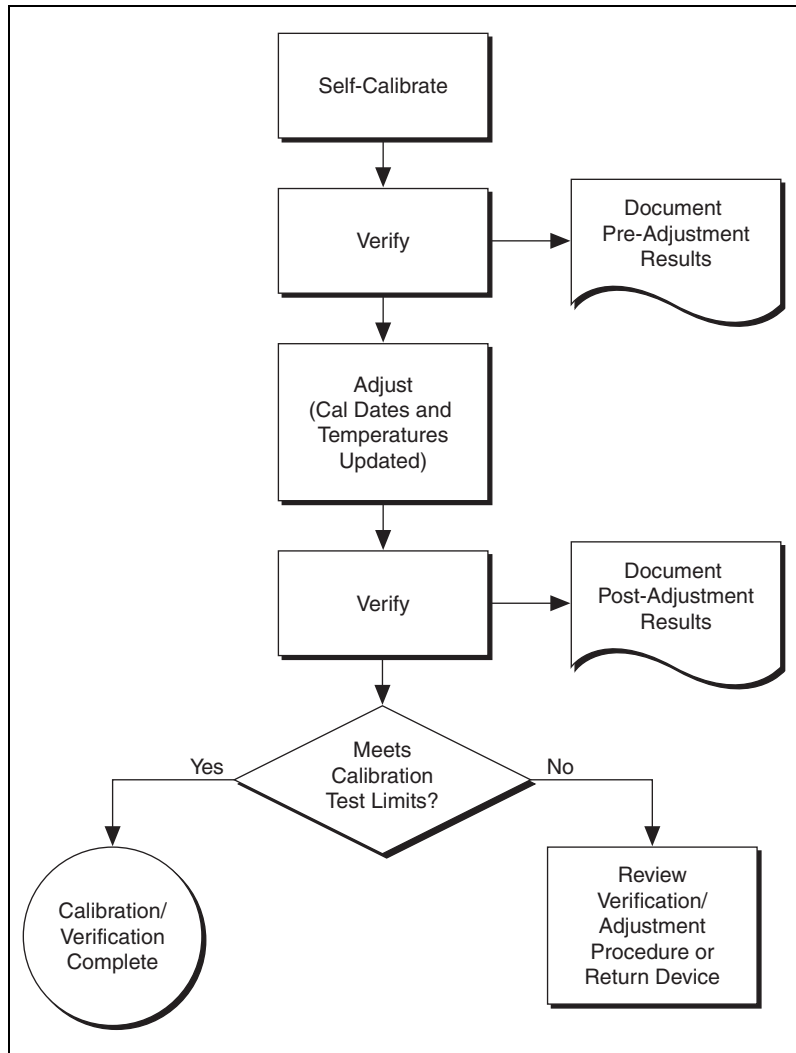 Self-Calibrate
Verify
Document
Pre-Adjustment
Results
Adjust
(Cal Dates and
Temperatures
Updated)
Verify
Document
Post-Adjustment
Results
Meets
Calibration
Test Limits?
Yes
No
Calibration/
Verification
Complete
Review
Verification/
Adjustment
Procedure or
Return Device